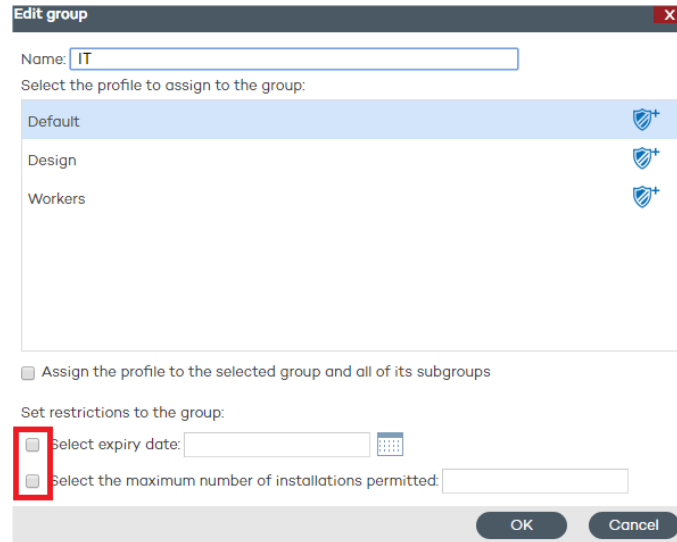 Edit group
X
Name: IT
Select the profile to assign to the group:
Default
Design
Workers
Assign the profile to the selected group and all of its subgroups
Set restrictions to the group:
Select expiry date:
Select the maximum number of installations permitted:
OK Cancel